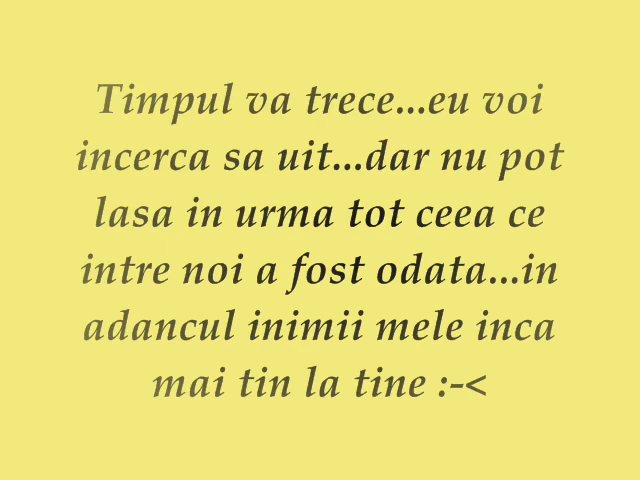 Timpul va trece...eu voi
incerca sa uit...dar nu pot
lasa in urma tot ceea ce
intre noi a fost odata...in
adancul inimii mele inca
mai tin la tine :-<